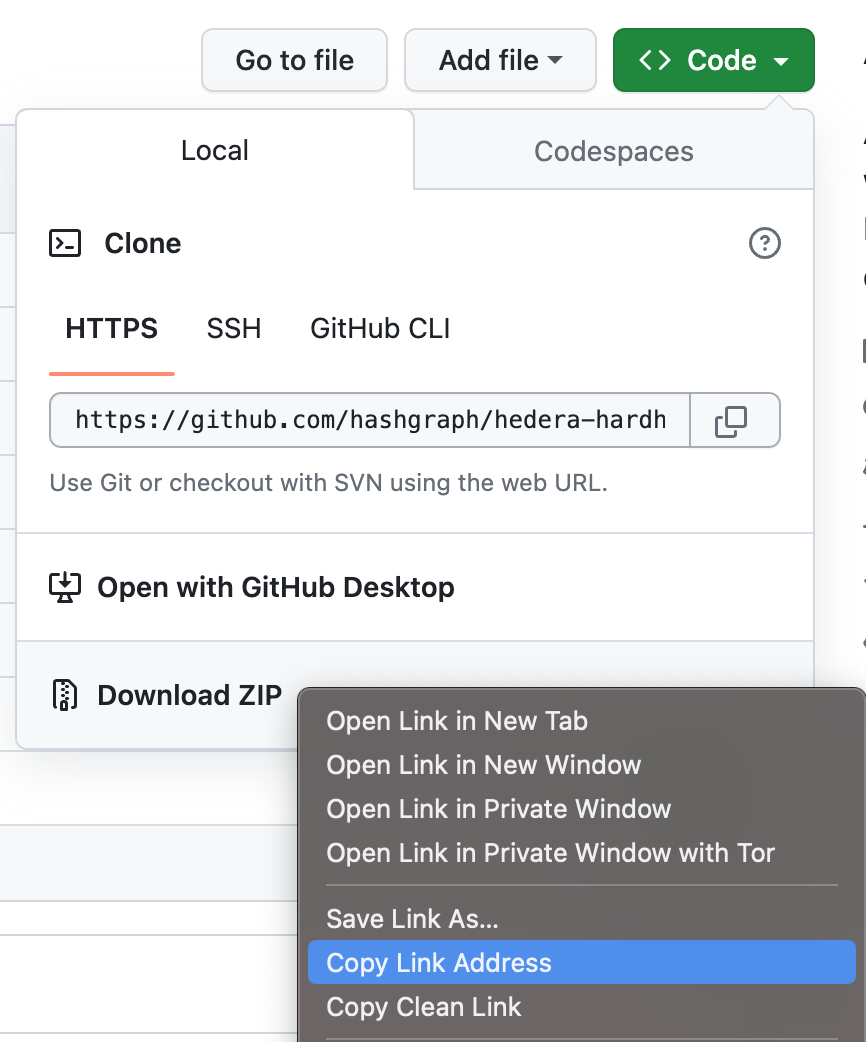 Go to file
Add file
Code
Local
Codespaces
Clone
HTTPS
SSH
GitHub CLI
https://github.com/hashgraph/hedera-hardh
Use Git or checkout with SVN using the web URL.
Open with GitHub Desktop
Download ZIP
Open Link in New Tab
Open Link in New Window
Open Link in Private Window
Open Link in Private Window with Tor
Save Link As...
Copy Link Address
Copy Clean Link